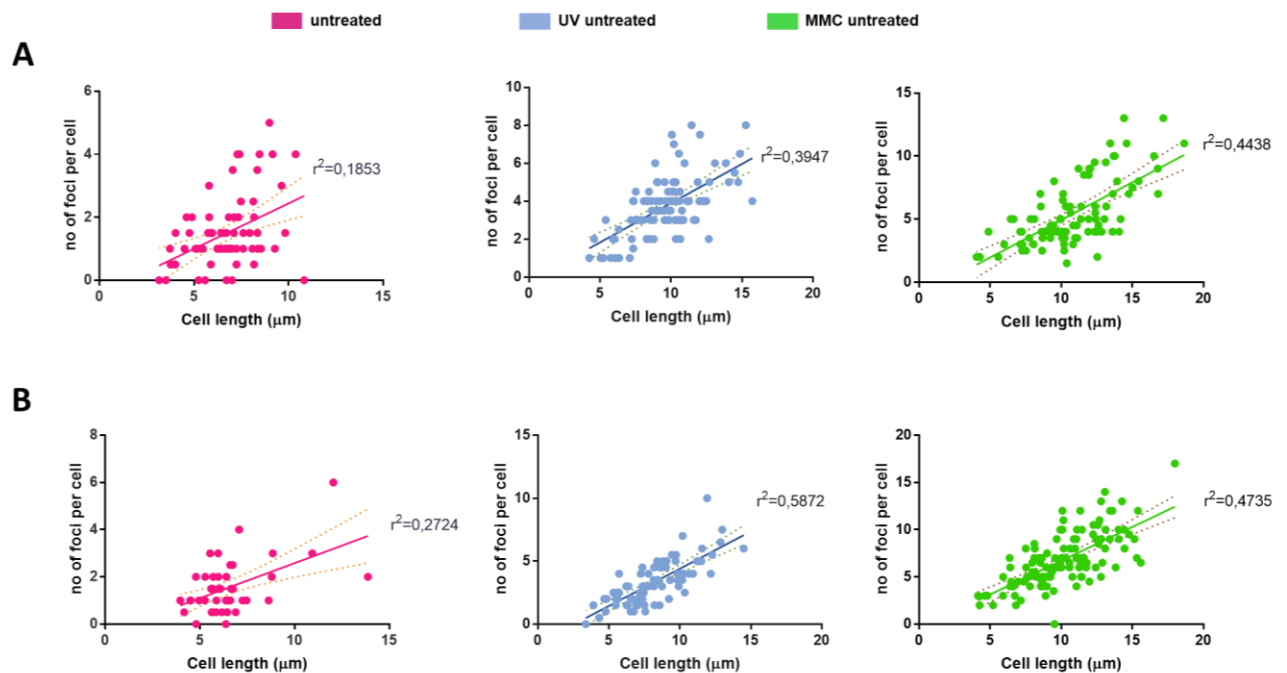 untreated UV untreated MMC untreated
A
6
4
2
0
0 5 10 15
no of foci per cell
Cell length (μm)
r²=0,1853
10
8
6
4
2
0
0 5 10 15 20
no of foci per cell
Cell length (μm)
r²=0,3947
15
10
5
0
0 5 10 15 20
no of foci per cell
Cell length (μm)
r²=0,4438
B
8
6
4
2
0
0 5 10 15
no of foci per cell
Cell length (μm)
r²=0,2724
15
10
5
0
0 5 10 15 20
no of foci per cell
Cell length (μm)
r²=0,5872
20
15
10
5
0
0 5 10 15 20
no of foci per cell
Cell length (μm)
r²=0,4735